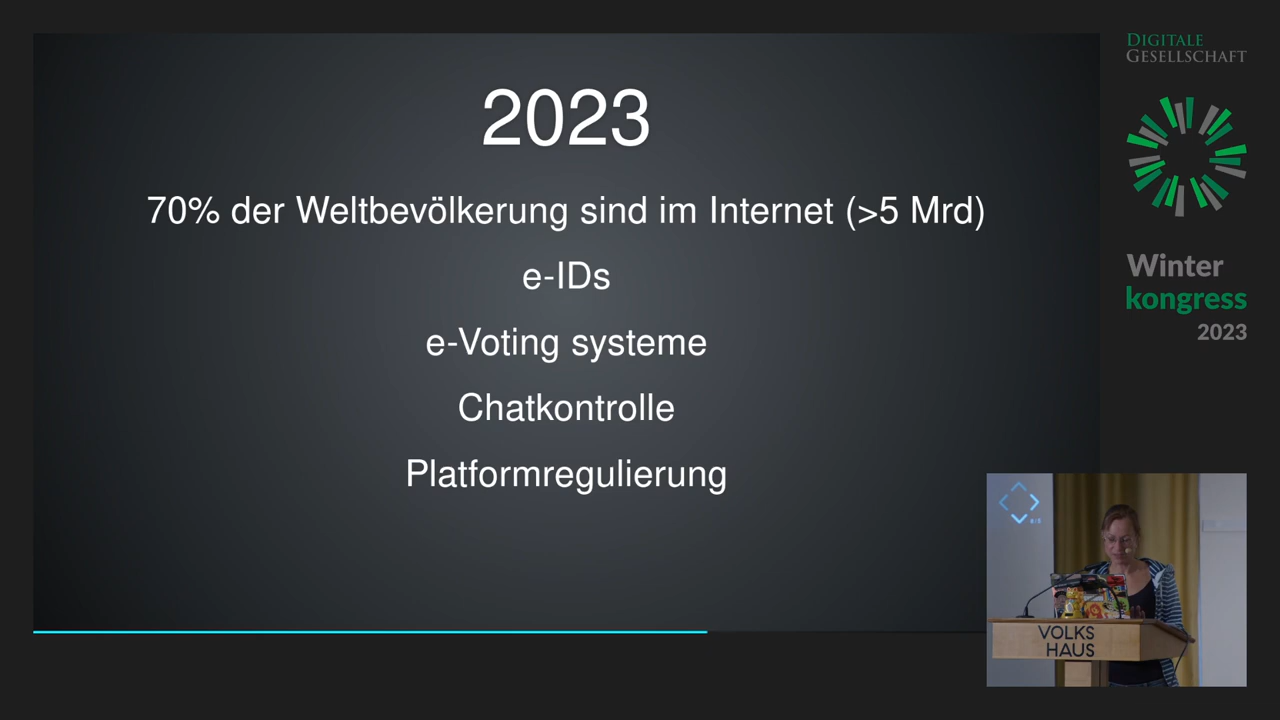 2023
70% der Weltbevölkerung sind im Internet (>5 Mrd)
e-IDs
e-Voting systeme
Chatkontrolle
Platformregulierung
DIGITALE
GESELLSCHAFT
Winter
kongress
2023
VOLKS
HAUS